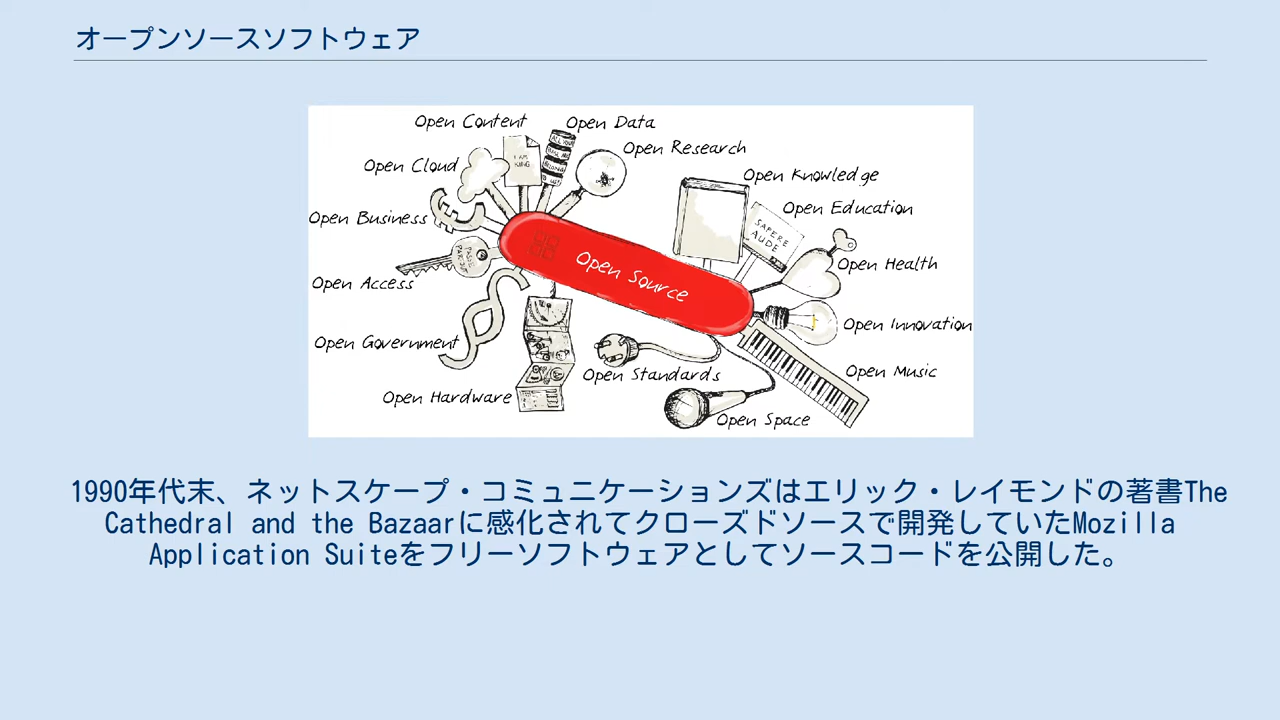 オープンソースソフトウェア
Open Content
Open Data
Open Research
Open Cloud
Open Knowledge
Open Education
Open Business
Open Health
Open Access
Open Source
Open Innovation
Open Government
Open Standards
Open Music
Open Hardware
Open Space
I AM
KING
SAPERE
AUDE
1990年代末、ネットスケープ・コミュニケーションズはエリック・レイモンドの著書The
Cathedral and the Bazaarに感化されてクローズドソースで開発していたMozilla
Application Suiteをフリーソフトウェアとしてソースコードを公開した。